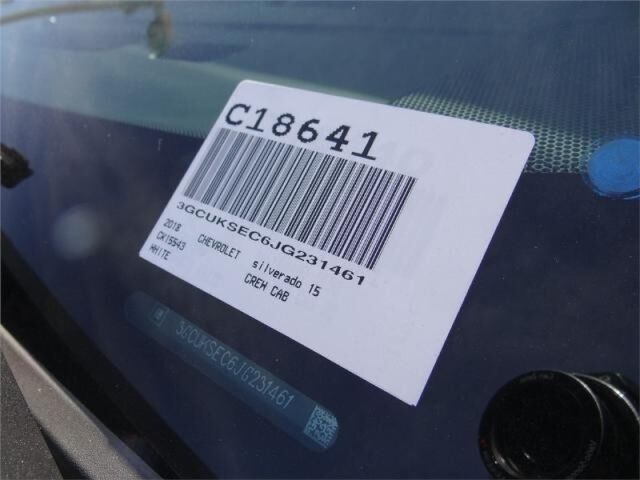 C18641
3GCUKSEC6JG231461
2018 CHEVROLET silverado 15
CK15543 CREW CAB
WHITE
3GCUKSEC6JG231461